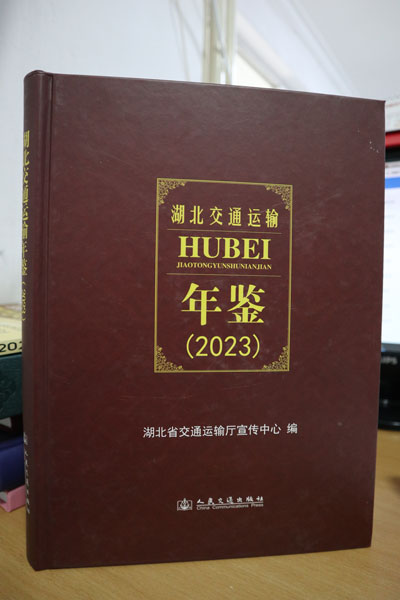 湖北交通运输
HUBEI
JIAOTONGYUNSHUNIANJIAN
年鉴
(2023)
湖北省交通运输厅宣传中心 编
人民交通出版社
China Communications Press
湖北交通运输年鉴(2023)